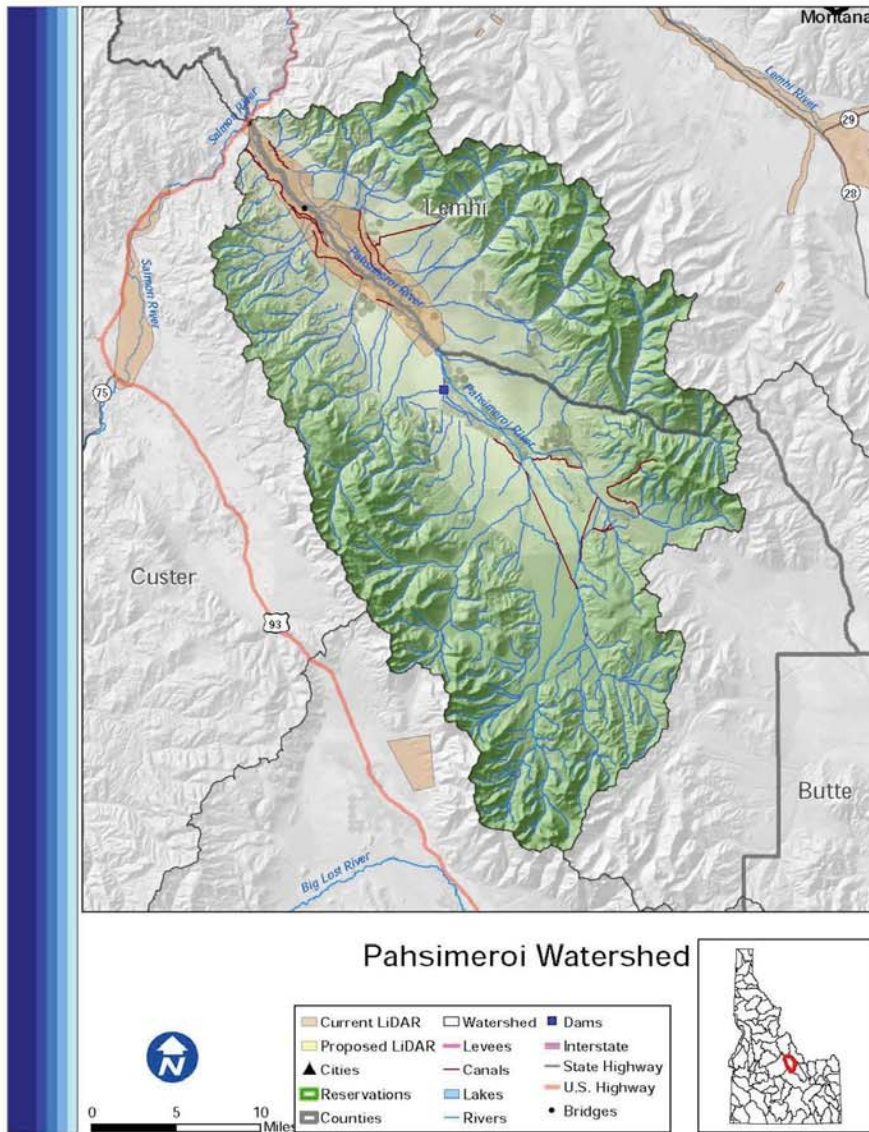 Montana
Lemhi River
29
28
Salmon River
Lemhi
Salmon River
Pahsimeroi River
75
Pahsimeroi River
Custer
93
Butte
Big Lost River
Pahsimeroi Watershed
N
Current LiDAR
Proposed LiDAR
Cities
Reservations
Counties
Watershed
Levees
Canals
Lakes
Rivers
Dams
Interstate
State Highway
U.S. Highway
Bridges
0 5 10
Miles